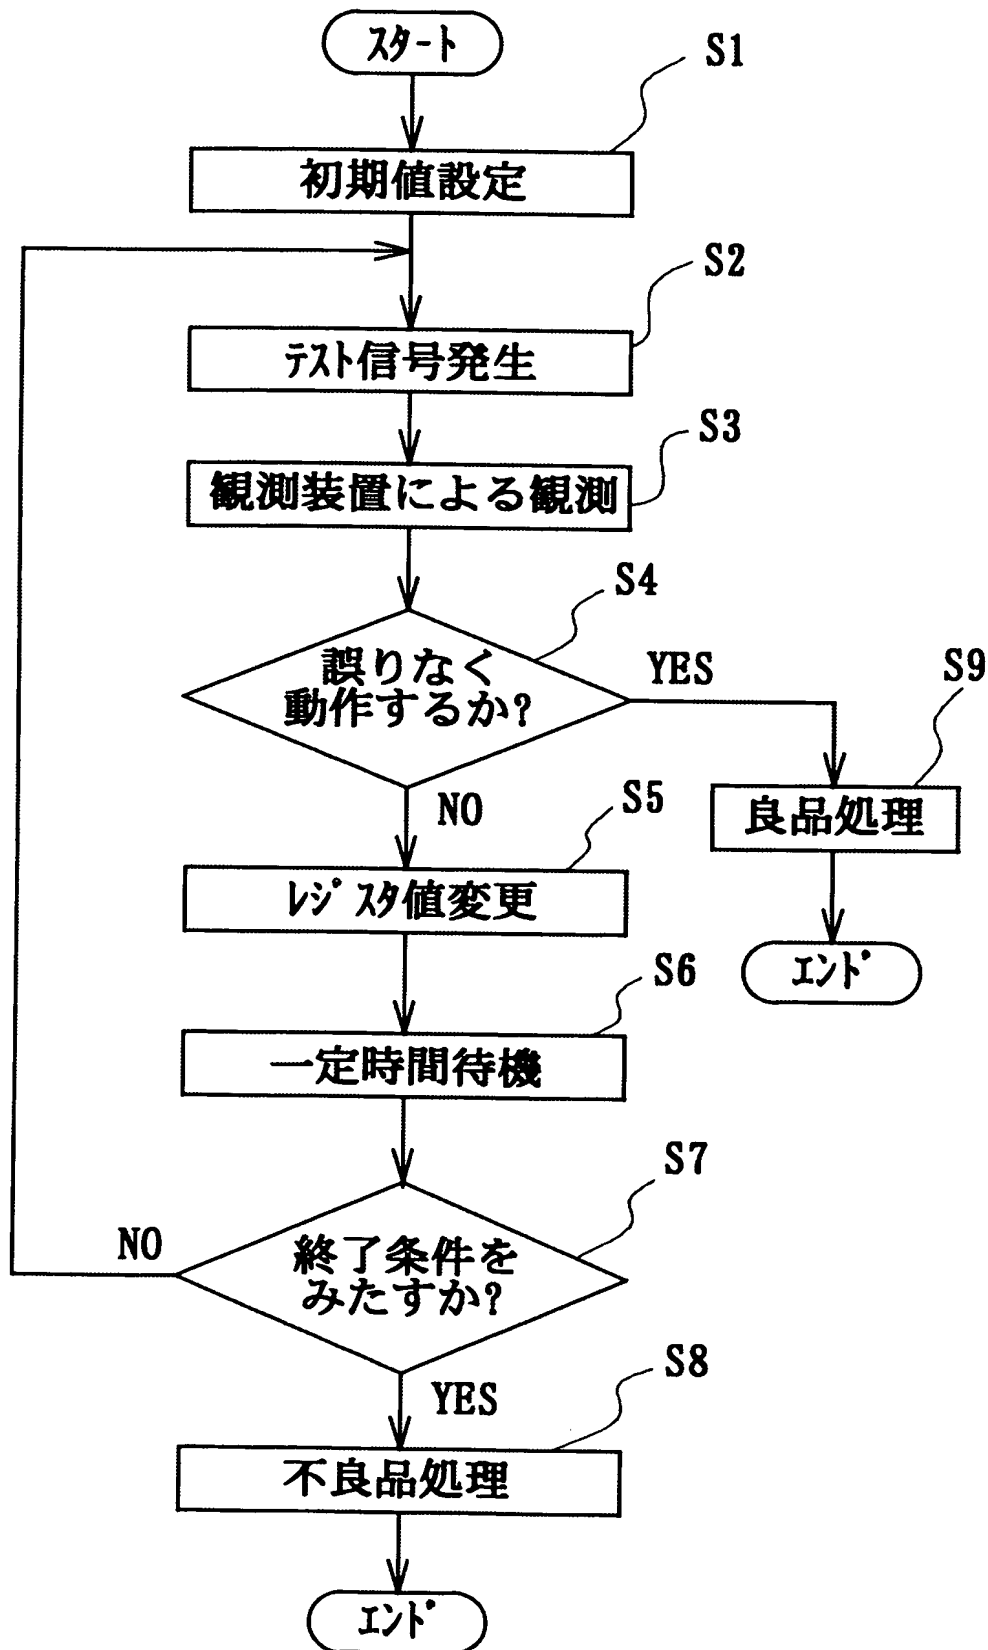 スタート
S1
初期値設定
S2
テスト信号発生
S3
観測装置による観測
S4
誤りなく
動作するか?
YES
S9
NO
S5
良品処理
レジスタ値変更
エンド
S6
一定時間待機
S7
NO
終了条件を
みたすか?
S8
YES
不良品処理
エンド